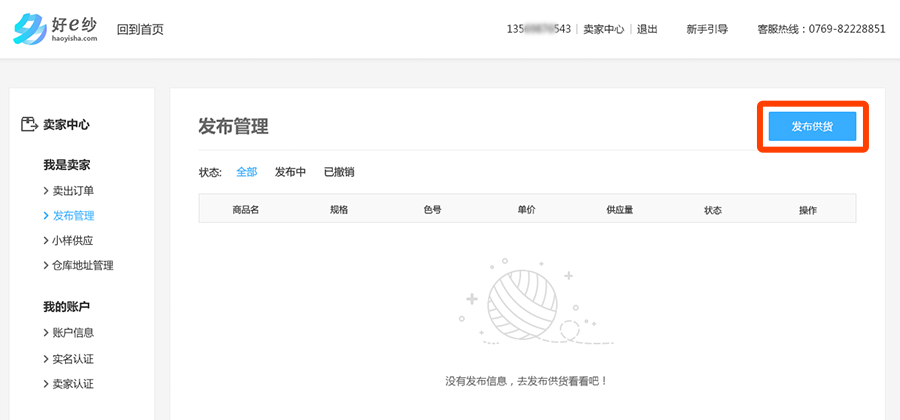 好e纱
haoyisha.com
回到首页
135 543 | 卖家中心 | 退出
新手引导
客服热线：0769-82228851
卖家中心
我是卖家
卖出订单
发布管理
小样供应
仓库地址管理
我的账户
账户信息
实名认证
卖家认证
发布管理
发布供货
状态: 全部 发布中 已撤销
商品名 规格 色号 单价 供应量 状态 操作
没有发布信息，去发布供货看看吧！